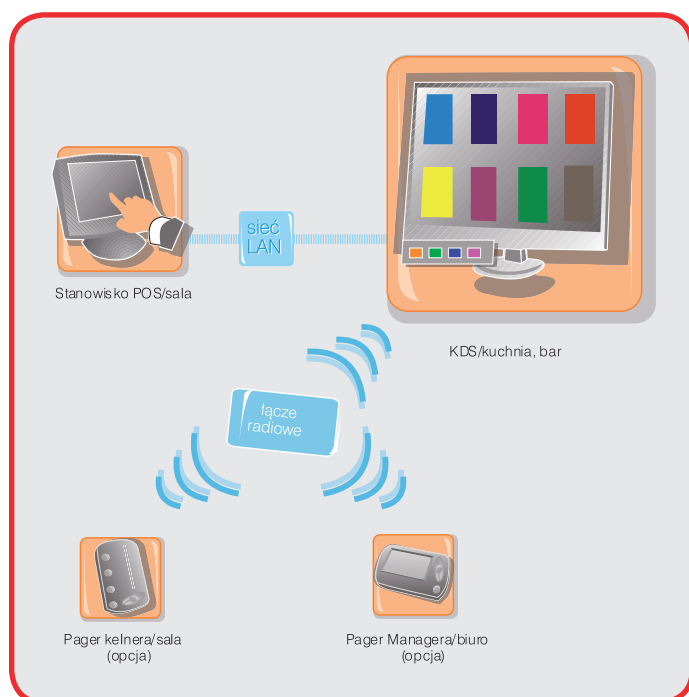 sieć
LAN
Stanowisko POS/sala
KDS/kuchnia, bar
łącze
radiowe
Pager kelnera/sala
(opcja)
Pager Managera/biuro
(opcja)